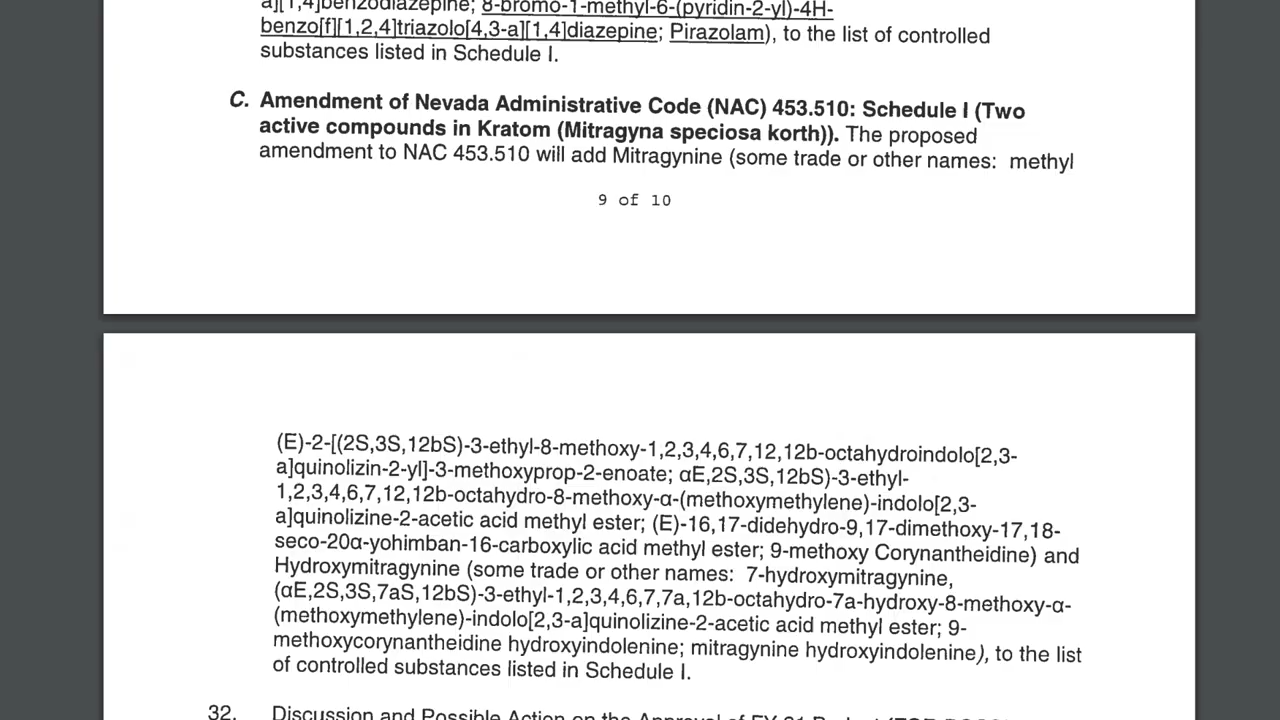 a][1,4]benzodiazepine; 8-bromo-1-methyl-6-(pyridin-2-yl)-4H-
benzo[f][1,2,4]triazolo[4,3-a][1,4]diazepine; Pirazolam), to the list of controlled
substances listed in Schedule I.
C. Amendment of Nevada Administrative Code (NAC) 453.510: Schedule I (Two
active compounds in Kratom (Mitragyna speciosa korth)). The proposed
amendment to NAC 453.510 will add Mitragynine (some trade or other names: methyl
9 of 10
(E)-2-[(2S,3S,12bS)-3-ethyl-8-methoxy-1,2,3,4,6,7,12,12b-octahydroindolo[2,3-
a]quinolizin-2-yl]-3-methoxyprop-2-enoate; αE,2S,3S,12bS)-3-ethyl-
1,2,3,4,6,7,12,12b-octahydro-8-methoxy-α-(methoxymethylene)-indolo[2,3-
a]quinolizine-2-acetic acid methyl ester; (E)-16,17-didehydro-9,17-dimethoxy-17,18-
seco-20α-yohimban-16-carboxylic acid methyl ester; 9-methoxy Corynantheidine) and
Hydroxymitragynine (some trade or other names: 7-hydroxymitragynine,
(αE,2S,3S,7aS,12bS)-3-ethyl-1,2,3,4,6,7,7a,12b-octahydro-7a-hydroxy-8-methoxy-α-
(methoxymethylene)-indolo[2,3-a]quinolizine-2-acetic acid methyl ester; 9-
methoxycorynantheidine hydroxyindolenine; mitragynine hydroxyindolenine), to the list
of controlled substances listed in Schedule I.
32. Discussion and Possible Action on the Approval of FY 21